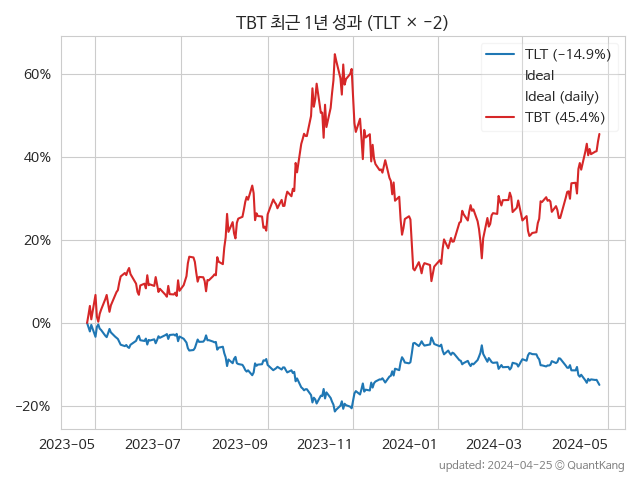 TBT 최근 1년 성과 (TLT × −2)
TLT (−14.9%)
Ideal
Ideal (daily)
TBT (45.4%)
60%
40%
20%
0%
−20%
2023-05 2023-07 2023-09 2023-11 2024-01 2024-03 2024-05
updated: 2024-04-25 © QuantKang